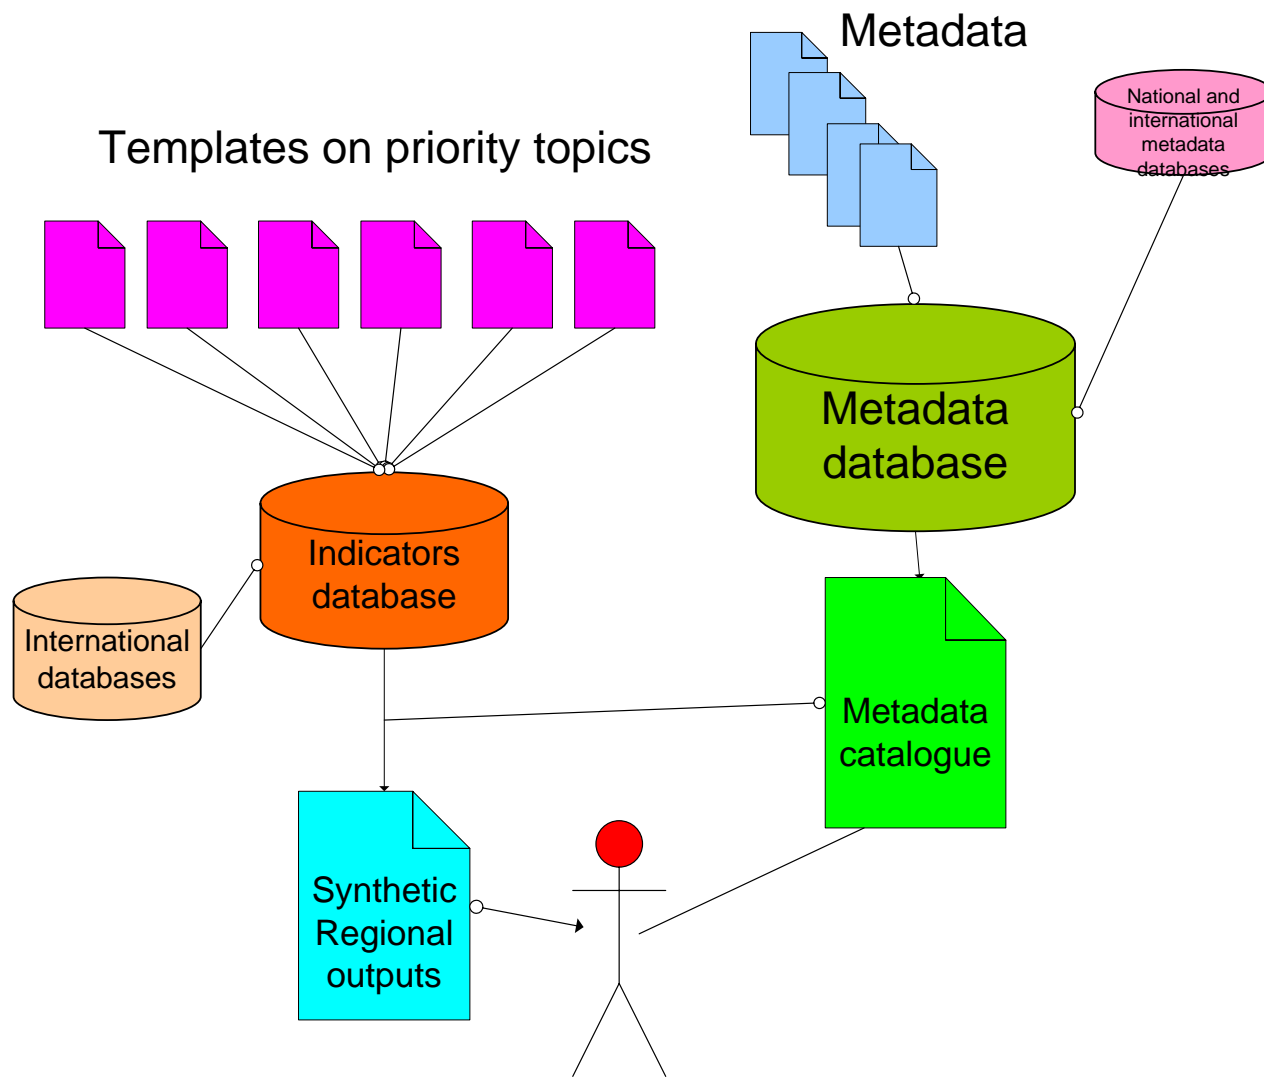 Metadata
National and
international
metadata
databases
Templates on priority topics
Metadata
database
Indicators
database
International
databases
Metadata
catalogue
Synthetic
Regional
outputs